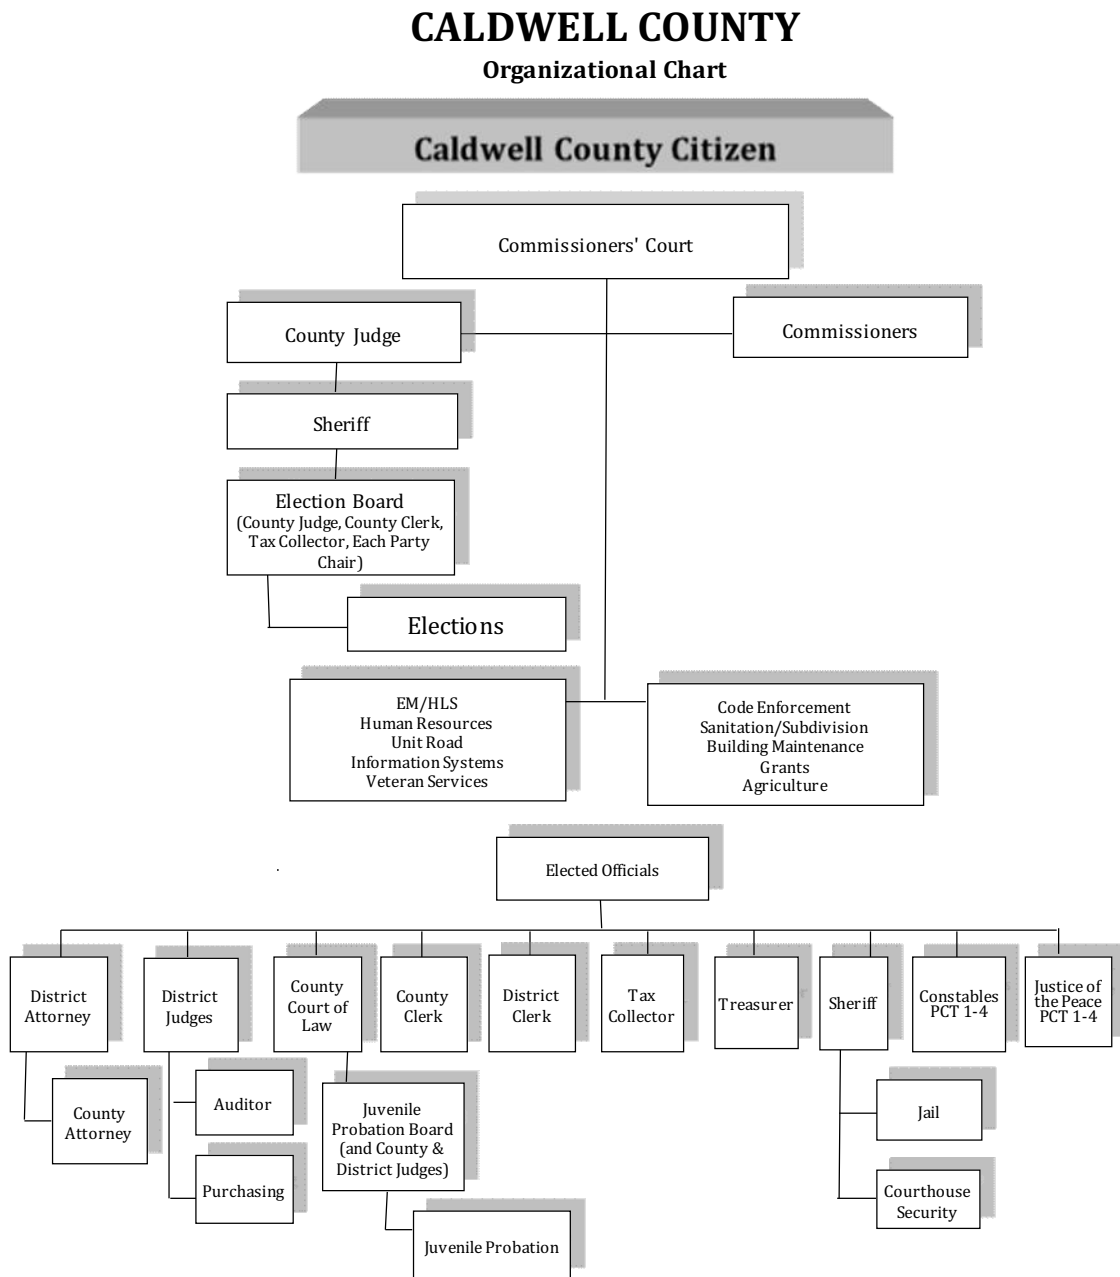 CALDWELL COUNTY
Organizational Chart
Caldwell County Citizen
Commissioners' Court
County Judge
Commissioners
Sheriff
Election Board
(County Judge, County Clerk,
Tax Collector, Each Party
Chair)
Elections
EM/HLS
Human Resources
Unit Road
Information Systems
Veteran Services
Code Enforcement
Sanitation/Subdivision
Building Maintenance
Grants
Agriculture
Elected Officials
District
Attorney
District
Judges
County
Court of
Law
County
Clerk
District
Clerk
Tax
Collector
Treasurer
Sheriff
Constables
PCT 1-4
Justice of
the Peace
PCT 1-4
County
Attorney
Auditor
Purchasing
Juvenile
Probation Board
(and County &
District Judges)
Juvenile Probation
Jail
Courthouse
Security